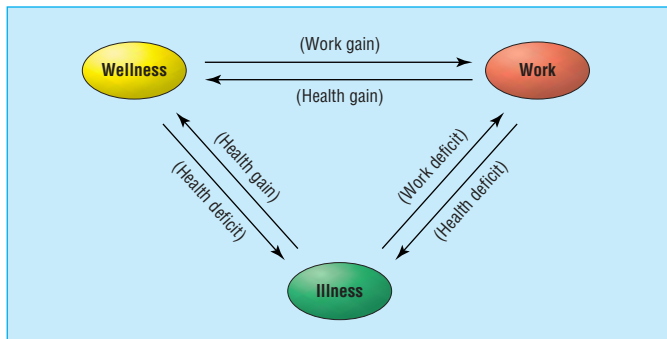 (Work gain)
Wellness
Work
(Health gain)
(Health gain)
(Health deficit)
(Work deficit)
(Health deficit)
Illness